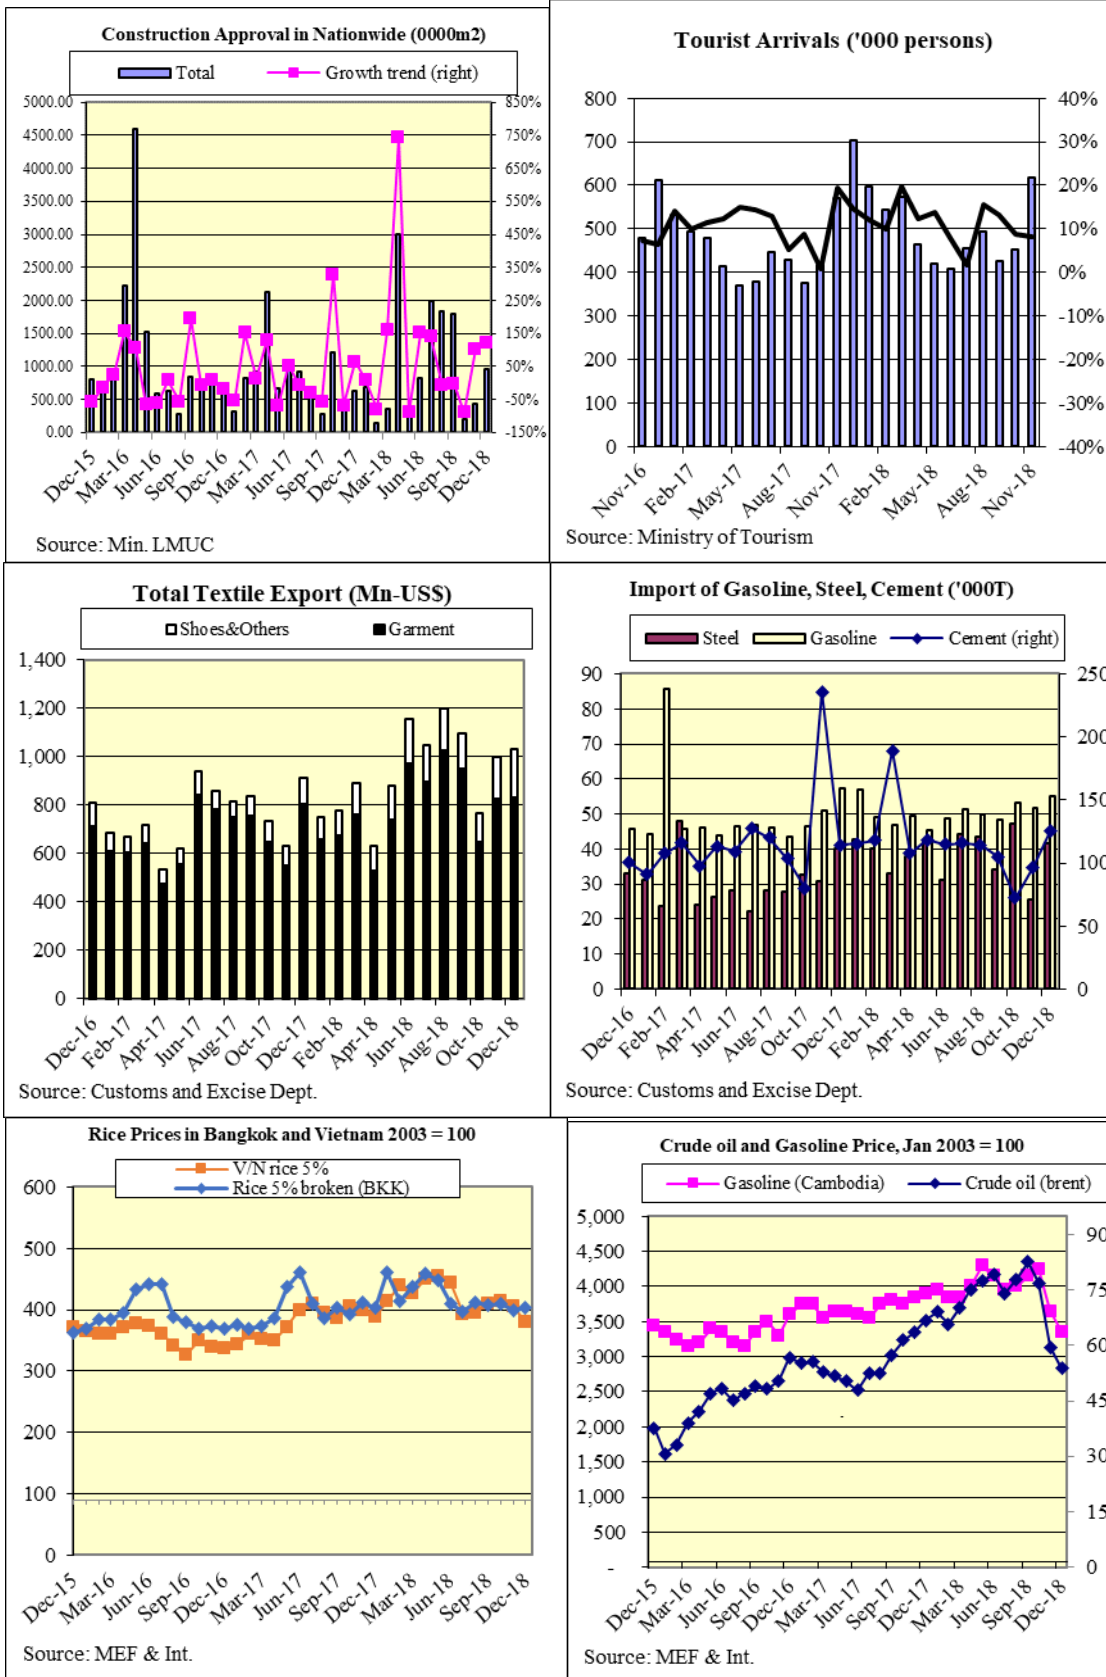 Construction Approval in Nationwide (0000m2)
Total
Growth trend (right)
5000.00
4500.00
4000.00
3500.00
3000.00
2500.00
2000.00
1500.00
1000.00
500.00
0.00
850%
750%
650%
550%
450%
350%
250%
150%
50%
-50%
-150%
Dec-15
Mar-16
Jun-16
Sep-16
Dec-16
Mar-17
Jun-17
Sep-17
Dec-17
Mar-18
Jun-18
Sep-18
Dec-18
Source: Min. LMUC
Tourist Arrivals ('000 persons)
800
700
600
500
400
300
200
100
0
40%
30%
20%
10%
0%
-10%
-20%
-30%
-40%
Nov-16
Feb-17
May-17
Aug-17
Nov-17
Feb-18
May-18
Aug-18
Nov-18
Source: Ministry of Tourism
Total Textile Export (Mn-US$)
Shoes&Others
Garment
1,400
1,200
1,000
800
600
400
200
0
Dec-16
Feb-17
Apr-17
Jun-17
Aug-17
Oct-17
Dec-17
Feb-18
Apr-18
Jun-18
Aug-18
Oct-18
Dec-18
Source: Customs and Excise Dept.
Import of Gasoline, Steel, Cement ('000T)
Steel
Gasoline
Cement (right)
90
80
70
60
50
40
30
20
10
0
250
200
150
100
50
0
Dec-16
Feb-17
Apr-17
Jun-17
Aug-17
Oct-17
Dec-17
Feb-18
Apr-18
Jun-18
Aug-18
Oct-18
Dec-18
Source: Customs and Excise Dept.
Rice Prices in Bangkok and Vietnam 2003 = 100
V/N rice 5%
Rice 5% broken (BKK)
600
500
400
300
200
100
0
Dec-15
Mar-16
Jun-16
Sep-16
Dec-16
Mar-17
Jun-17
Sep-17
Dec-17
Mar-18
Jun-18
Sep-18
Dec-18
Source: MEF & Int.
Crude oil and Gasoline Price, Jan 2003 = 100
Gasoline (Cambodia)
Crude oil (brent)
5,000
4,500
4,000
3,500
3,000
2,500
2,000
1,500
1,000
500
-
90
75
60
45
30
15
0
Dec-15
Mar-16
Jun-16
Sep-16
Dec-16
Mar-17
Jun-17
Sep-17
Dec-17
Mar-18
Jun-18
Sep-18
Dec-18
Source: MEF & Int.